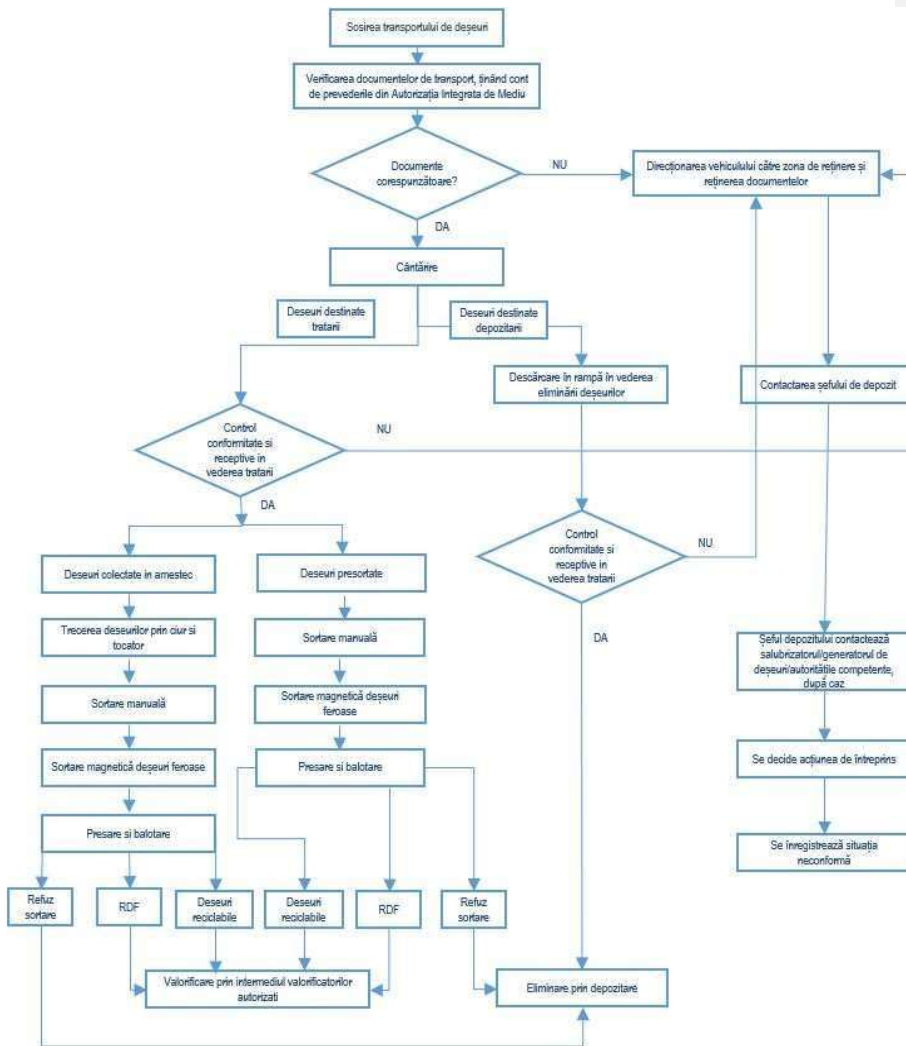 Sosirea transportului de deșeuri
Verificarea documentelor de transport, ținând cont
de prevederile din Autorizația Integrata de Mediu
Documente
corespunzătoare?
NU
Direcționarea vehiculului către zona de reținere și
reținerea documentelor
DA
Cântărire
Deseuri destinate
tratarii
Deseuri destinate
depozitarii
Descărcare în rampă în vederea
eliminării deșeurilor
Contactarea șefului de depozit
Control
conformitate si
receptive in
vederea tratarii
NU
DA
Control
conformitate si
receptive in
vederea tratarii
NU
DA
Deseuri colectate in amestec
Deseuri presortate
Trecerea deseurilor prin ciur si
tocator
Sortare manuală
Șeful depozitului contactează
salubrizatorul/generatorul de
deșeuri/autoritățile competente,
după caz
Sortare manuală
Sortare magnetică deșeuri
feroase
Sortare magnetică deșeuri feroase
Presare si balotare
Se decide acțiunea de întreprins
Presare si balotare
Se înregistrează situația
neconformă
Refuz
sortare
RDF
Deseuri
reciclabile
Deseuri
reciclabile
RDF
Refuz
sortare
Valorificare prin intermediul valorificatorilor
autorizati
Eliminare prin depozitare